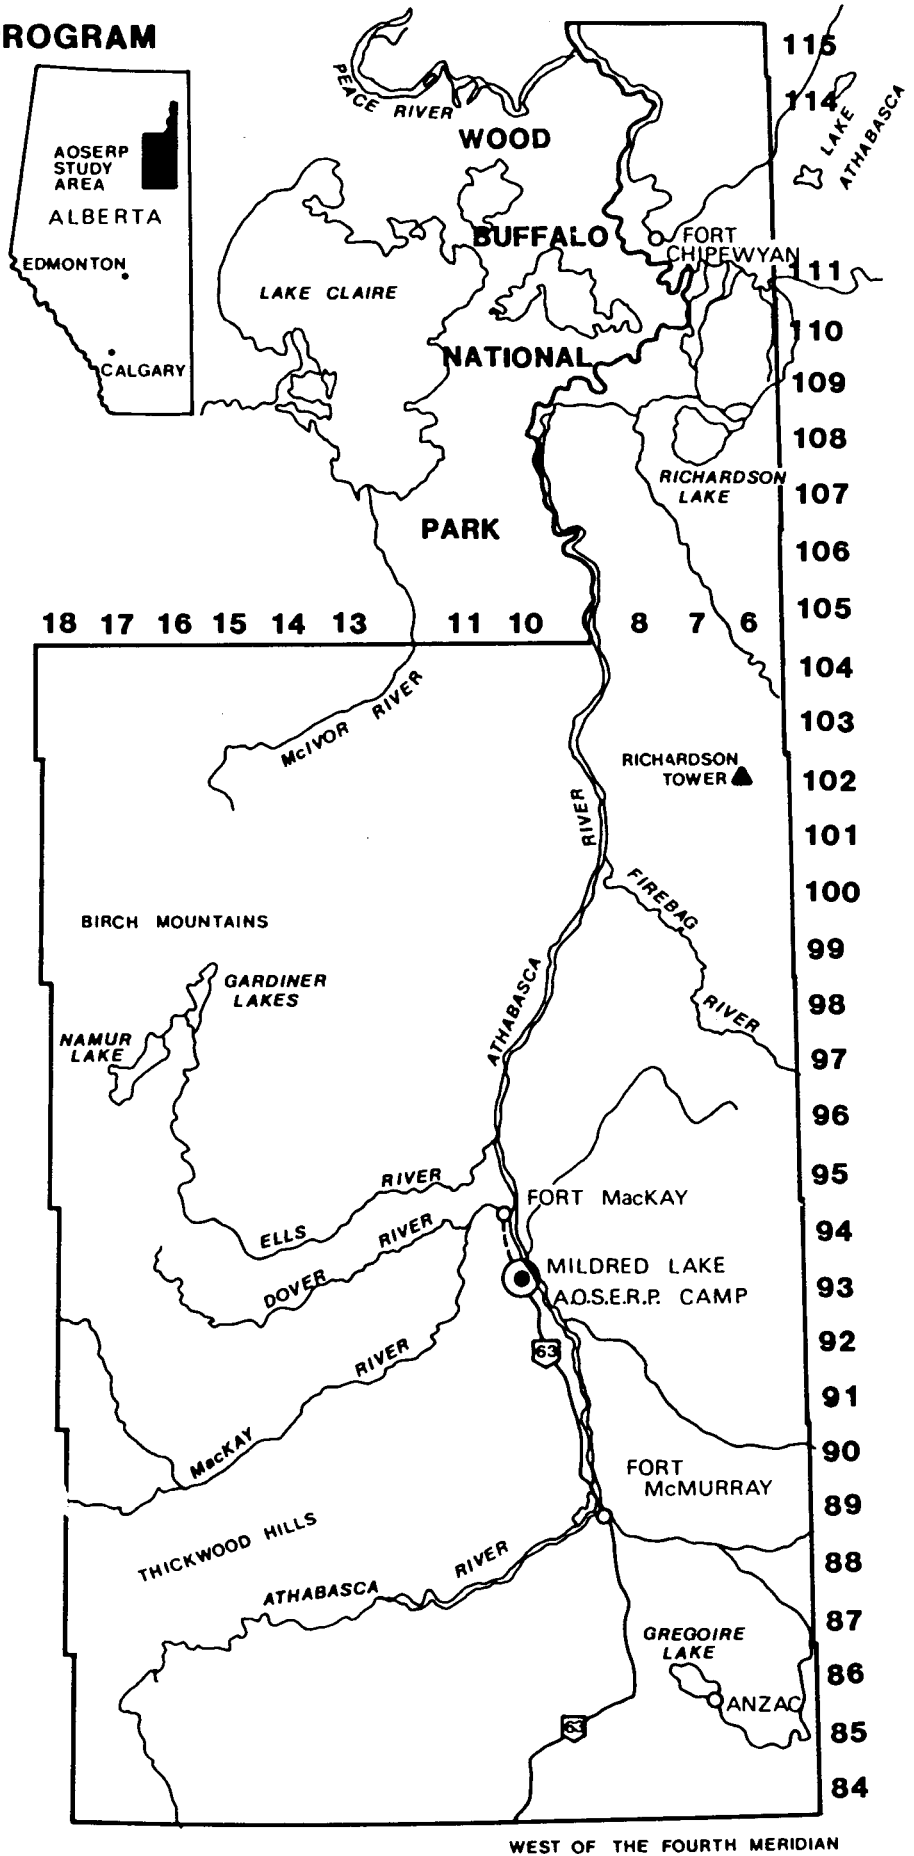 ROGRAM
AOSERP
STUDY
AREA
ALBERTA
EDMONTON
CALGARY
PEACE RIVER
WOOD
BUFFALO
NATIONAL
PARK
LAKE CLAIRE
FORT
CHIPEWYAN
LAKE
ATHABASCA
RICHARDSON
LAKE
115
114
111
110
109
108
107
106
105
104
103
102
101
100
99
98
97
96
95
94
93
92
91
90
89
88
87
86
85
84
18 17 16 15 14 13 11 10 8 7 6
McIVOR RIVER
RICHARDSON
TOWER
ATHABASCA RIVER
FIREBAG RIVER
BIRCH MOUNTAINS
GARDINER
LAKES
NAMUR
LAKE
ELLS RIVER
DOVER RIVER
MacKAY RIVER
FORT MacKAY
MILDRED LAKE
A.O.S.E.R.P. CAMP
63
FORT
McMURRAY
THICKWOOD HILLS
ATHABASCA RIVER
GREGOIRE
LAKE
ANZAC
63
WEST OF THE FOURTH MERIDIAN